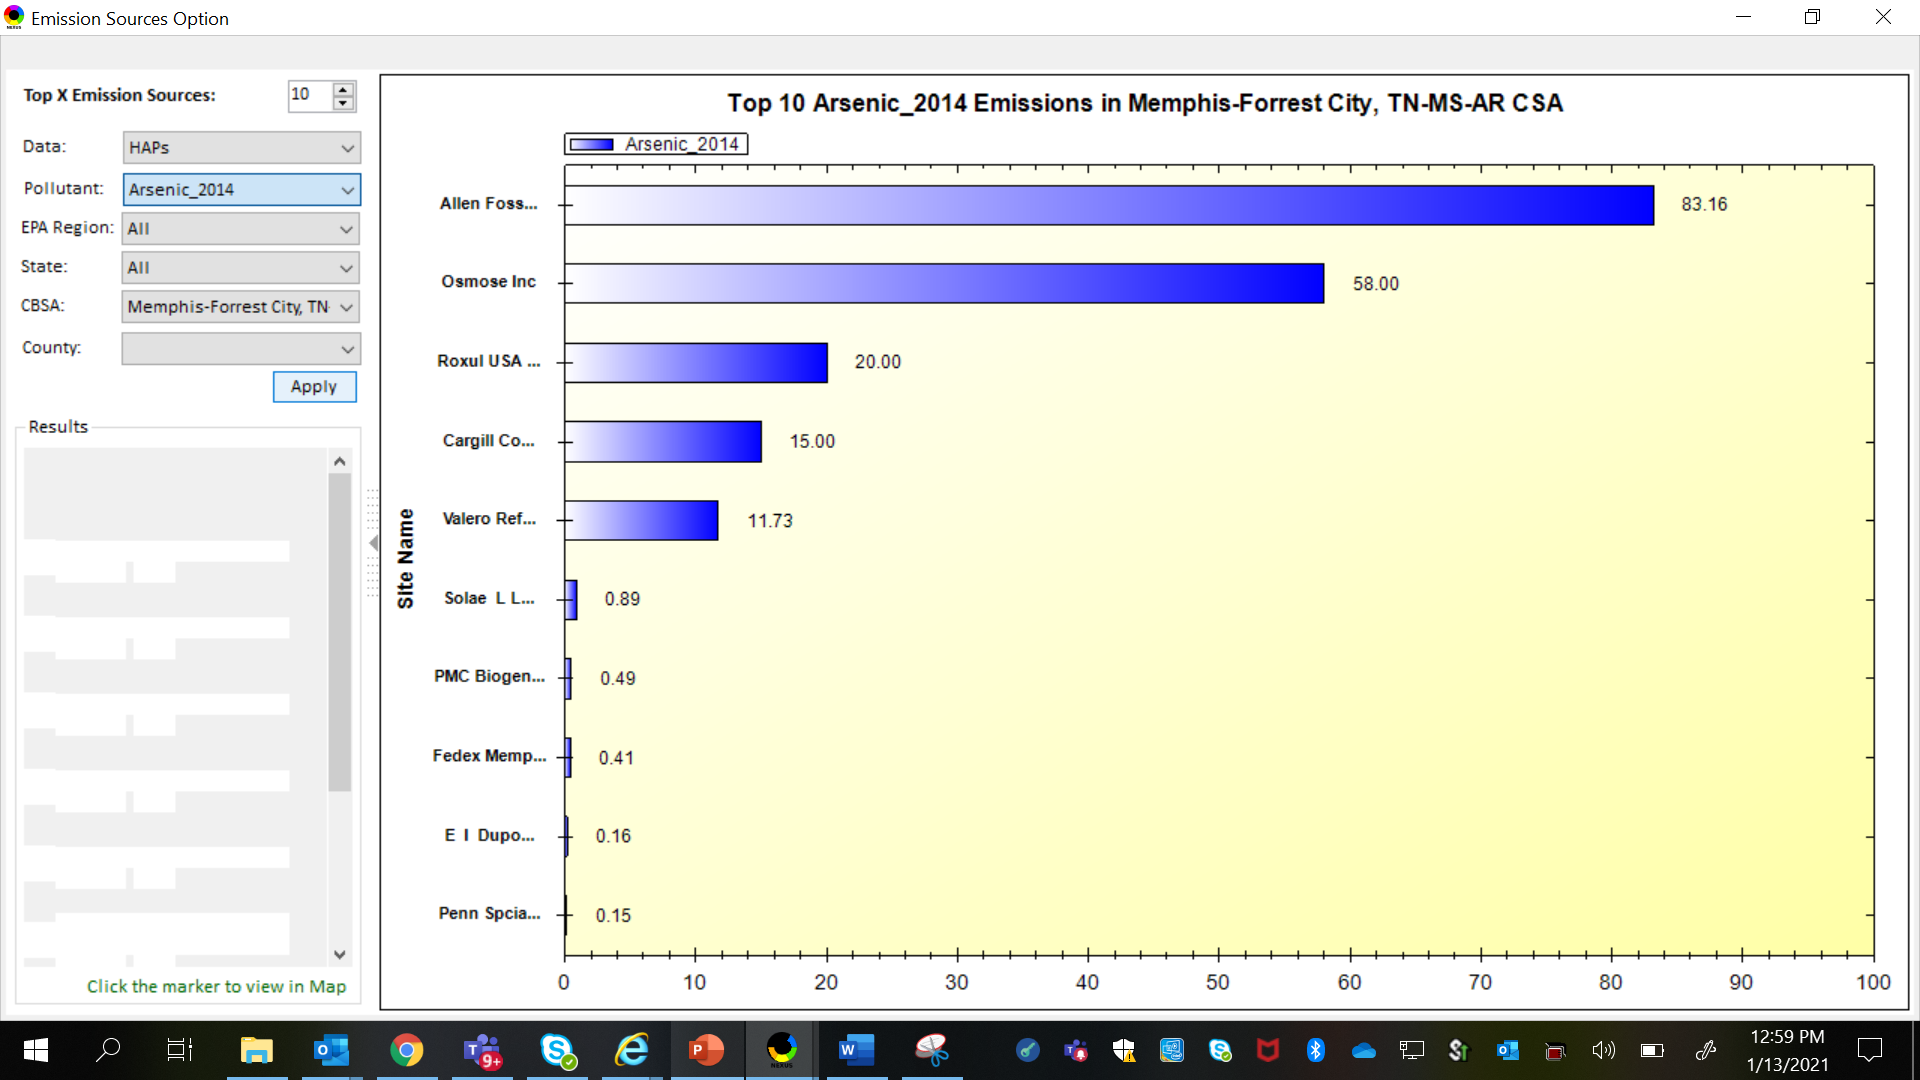 Emission Sources Option
Top X Emission Sources: 10
Data: HAPs
Pollutant: Arsenic_2014
EPA Region: All
State: All
CBSA: Memphis-Forrest City, TN
County:
Apply
Results
Click the marker to view in Map
Top 10 Arsenic_2014 Emissions in Memphis-Forrest City, TN-MS-AR CSA
Arsenic_2014
Site Name
Allen Foss... 83.16
Osmose Inc 58.00
Roxul USA ... 20.00
Cargill Co... 15.00
Valero Ref... 11.73
Solae L L... 0.89
PMC Biogen... 0.49
Fedex Memp... 0.41
E I Dupo... 0.16
Penn Spcia... 0.15
0 10 20 30 40 50 60 70 80 90 100
9+
NEXUS
12:59 PM
1/13/2021